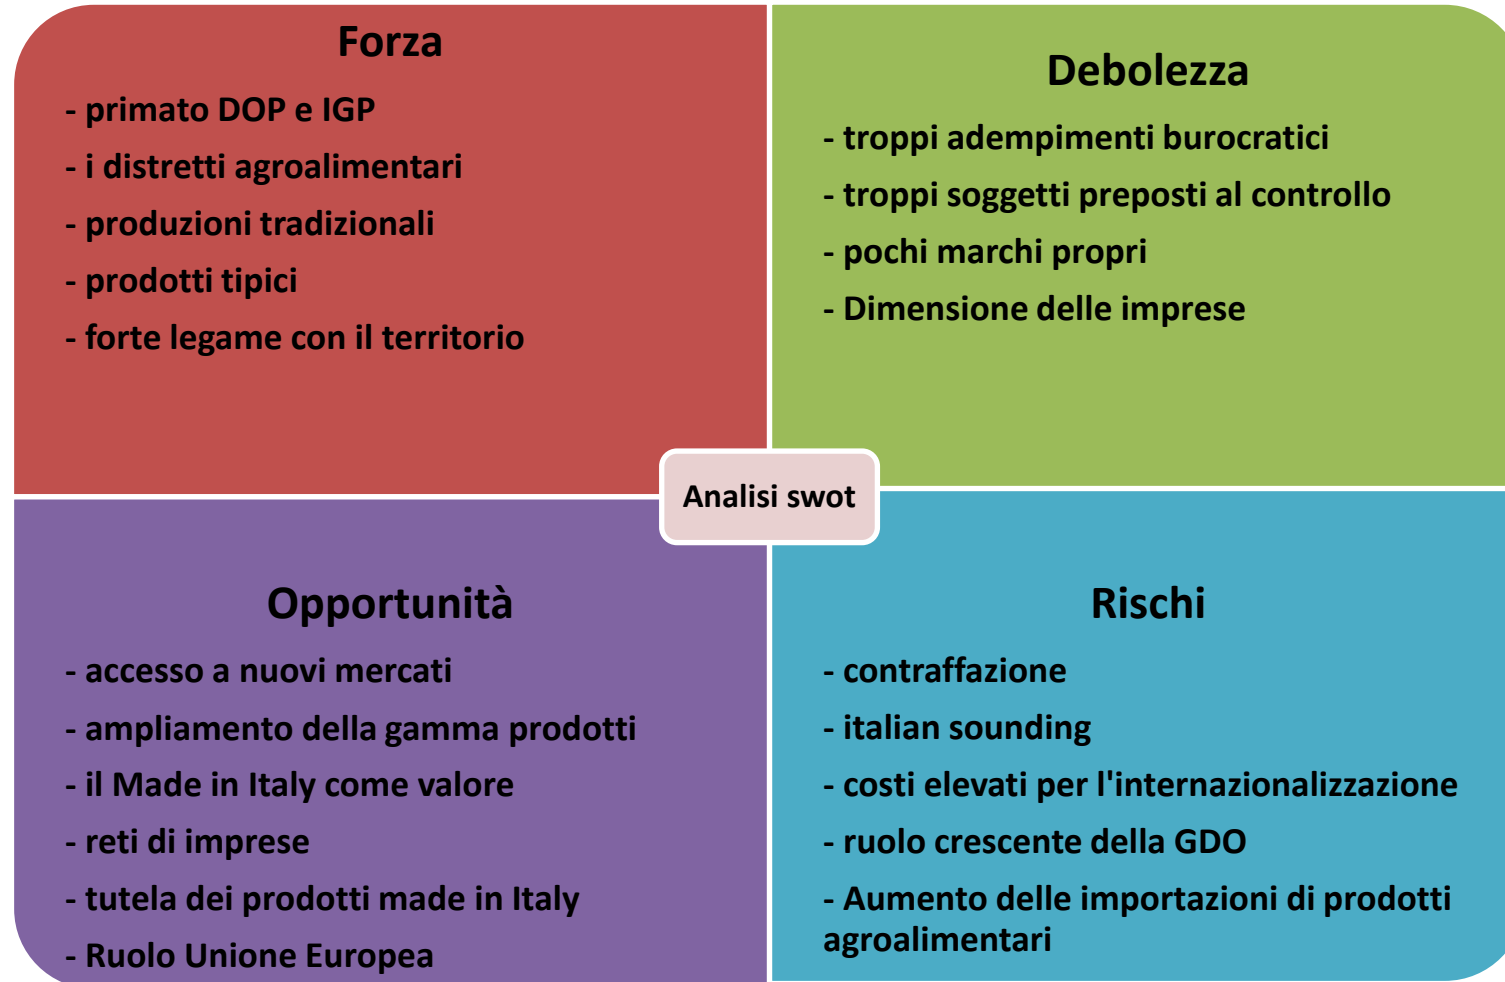 Forza
- primato DOP e IGP
- i distretti agroalimentari
- produzioni tradizionali
- prodotti tipici
- forte legame con il territorio
Debolezza
- troppi adempimenti burocratici
- troppi soggetti preposti al controllo
- pochi marchi propri
- Dimensione delle imprese
Analisi swot
Opportunità
- accesso a nuovi mercati
- ampliamento della gamma prodotti
- il Made in Italy come valore
- reti di imprese
- tutela dei prodotti made in Italy
- Ruolo Unione Europea
Rischi
- contraffazione
- italian sounding
- costi elevati per l'internazionalizzazione
- ruolo crescente della GDO
- Aumento delle importazioni di prodotti
agroalimentari